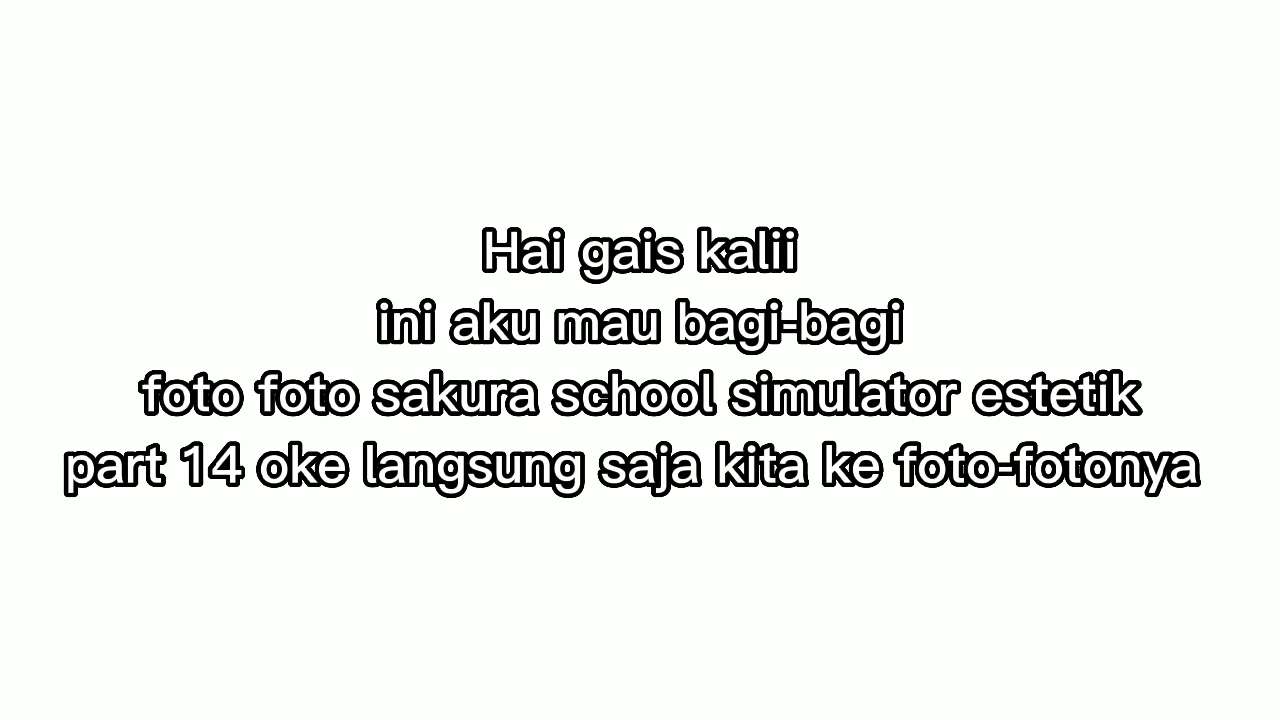 Hai gais kalii
ini aku mau bagi-bagi
foto foto sakura school simulator estetik
part 14 oke langsung saja kita ke foto-fotonya